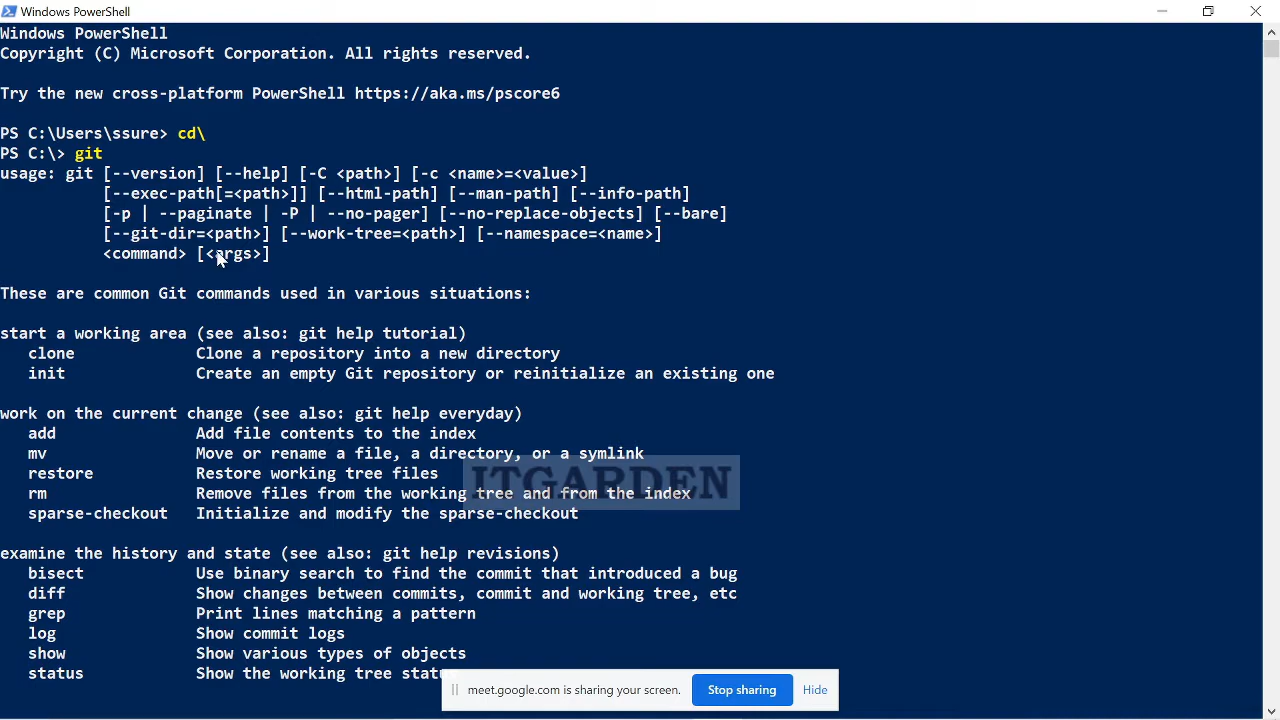 Windows PowerShell
Windows PowerShell
Copyright (C) Microsoft Corporation. All rights reserved.
Try the new cross-platform PowerShell https://aka.ms/pscore6
PS C:\Users\ssure> cd\
PS C:\> git
usage: git [--version] [--help] [-C <path>] [-c <name>=<value>]
[--exec-path[=<path>]] [--html-path] [--man-path] [--info-path]
[-p | --paginate | -P | --no-pager] [--no-replace-objects] [--bare]
[--git-dir=<path>] [--work-tree=<path>] [--namespace=<name>]
<command> [<args>]
These are common Git commands used in various situations:
start a working area (see also: git help tutorial)
clone Clone a repository into a new directory
init Create an empty Git repository or reinitialize an existing one
work on the current change (see also: git help everyday)
add Add file contents to the index
mv Move or rename a file, a directory, or a symlink
restore Restore working tree files
ITGARDEN
rm Remove files from the working tree and from the index
sparse-checkout Initialize and modify the sparse-checkout
examine the history and state (see also: git help revisions)
bisect Use binary search to find the commit that introduced a bug
diff Show changes between commits, commit and working tree, etc
grep Print lines matching a pattern
log Show commit logs
show Show various types of objects
status Show the working tree status
meet.google.com is sharing your screen. Stop sharing Hide